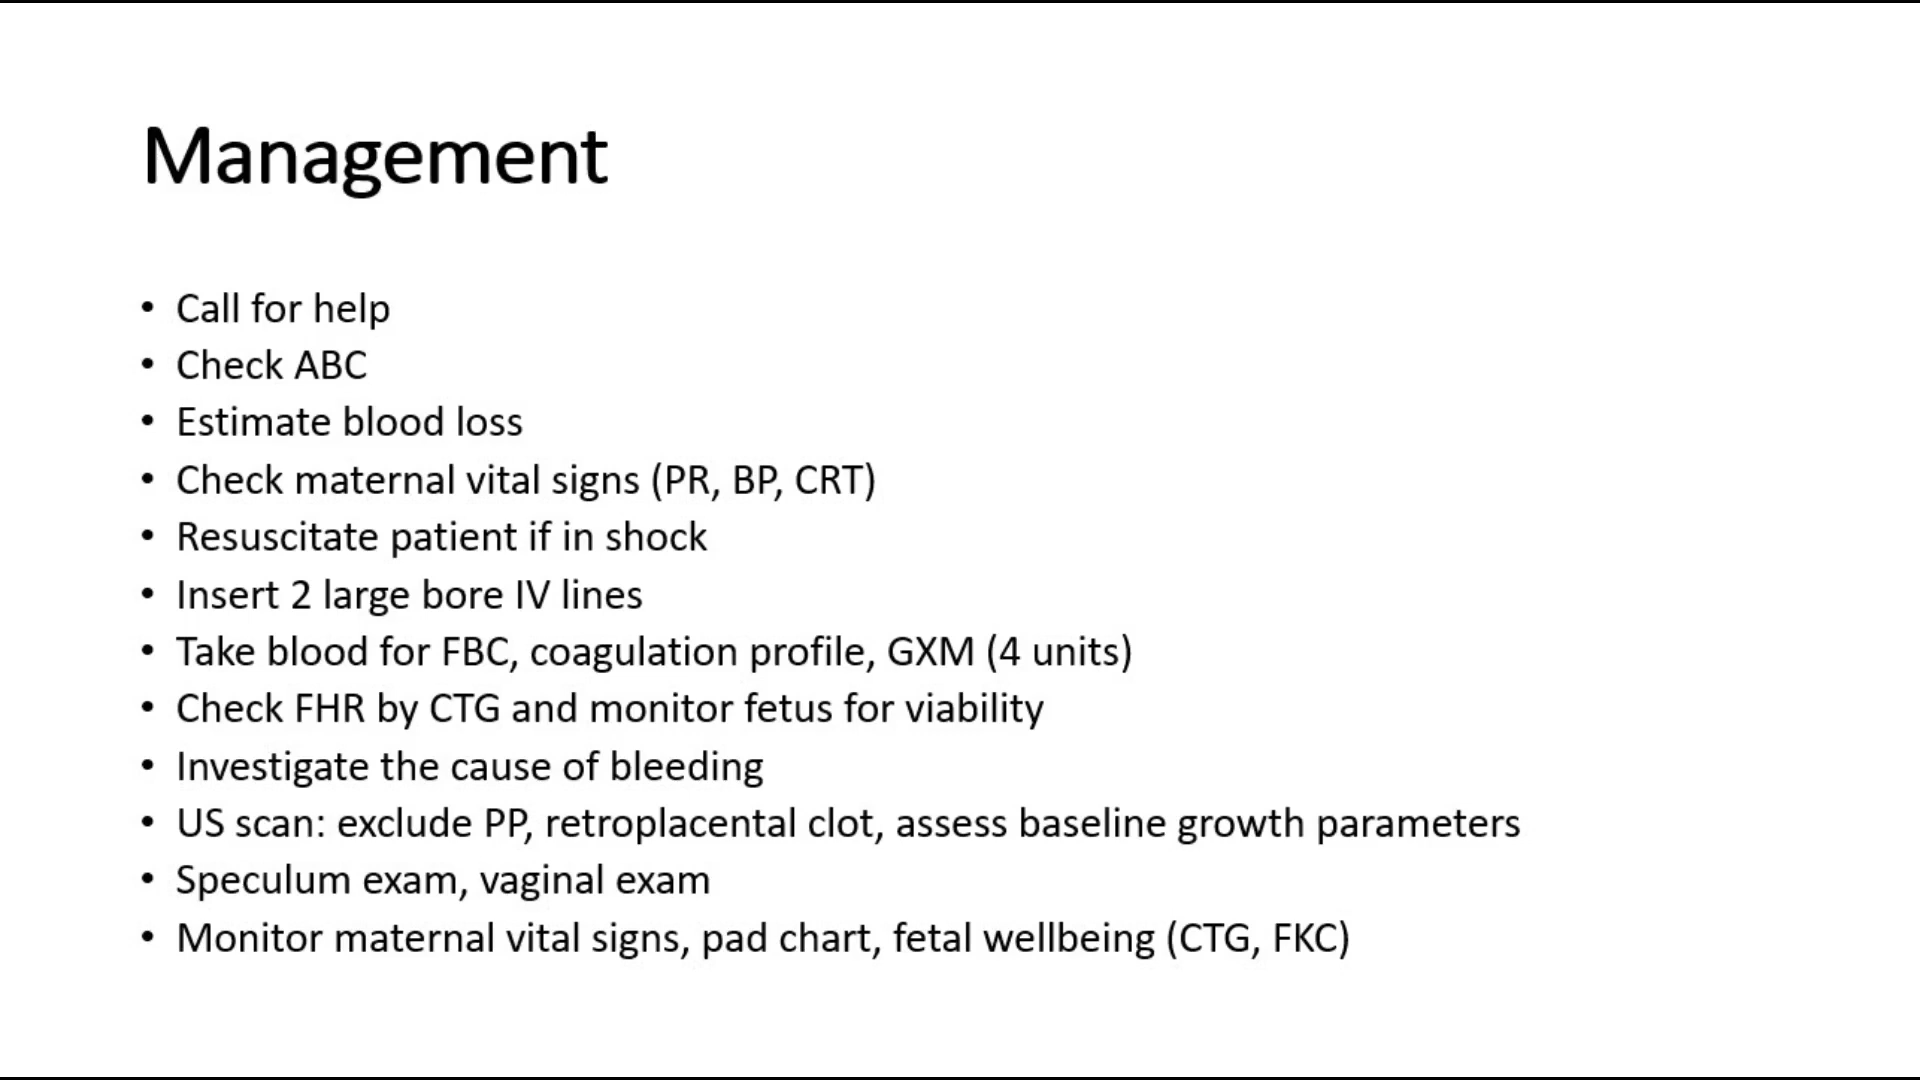 Management
• Call for help
• Check ABC
• Estimate blood loss
• Check maternal vital signs (PR, BP, CRT)
• Resuscitate patient if in shock
• Insert 2 large bore IV lines
• Take blood for FBC, coagulation profile, GXM (4 units)
• Check FHR by CTG and monitor fetus for viability
• Investigate the cause of bleeding
• US scan: exclude PP, retroplacental clot, assess baseline growth parameters
• Speculum exam, vaginal exam
• Monitor maternal vital signs, pad chart, fetal wellbeing (CTG, FKC)